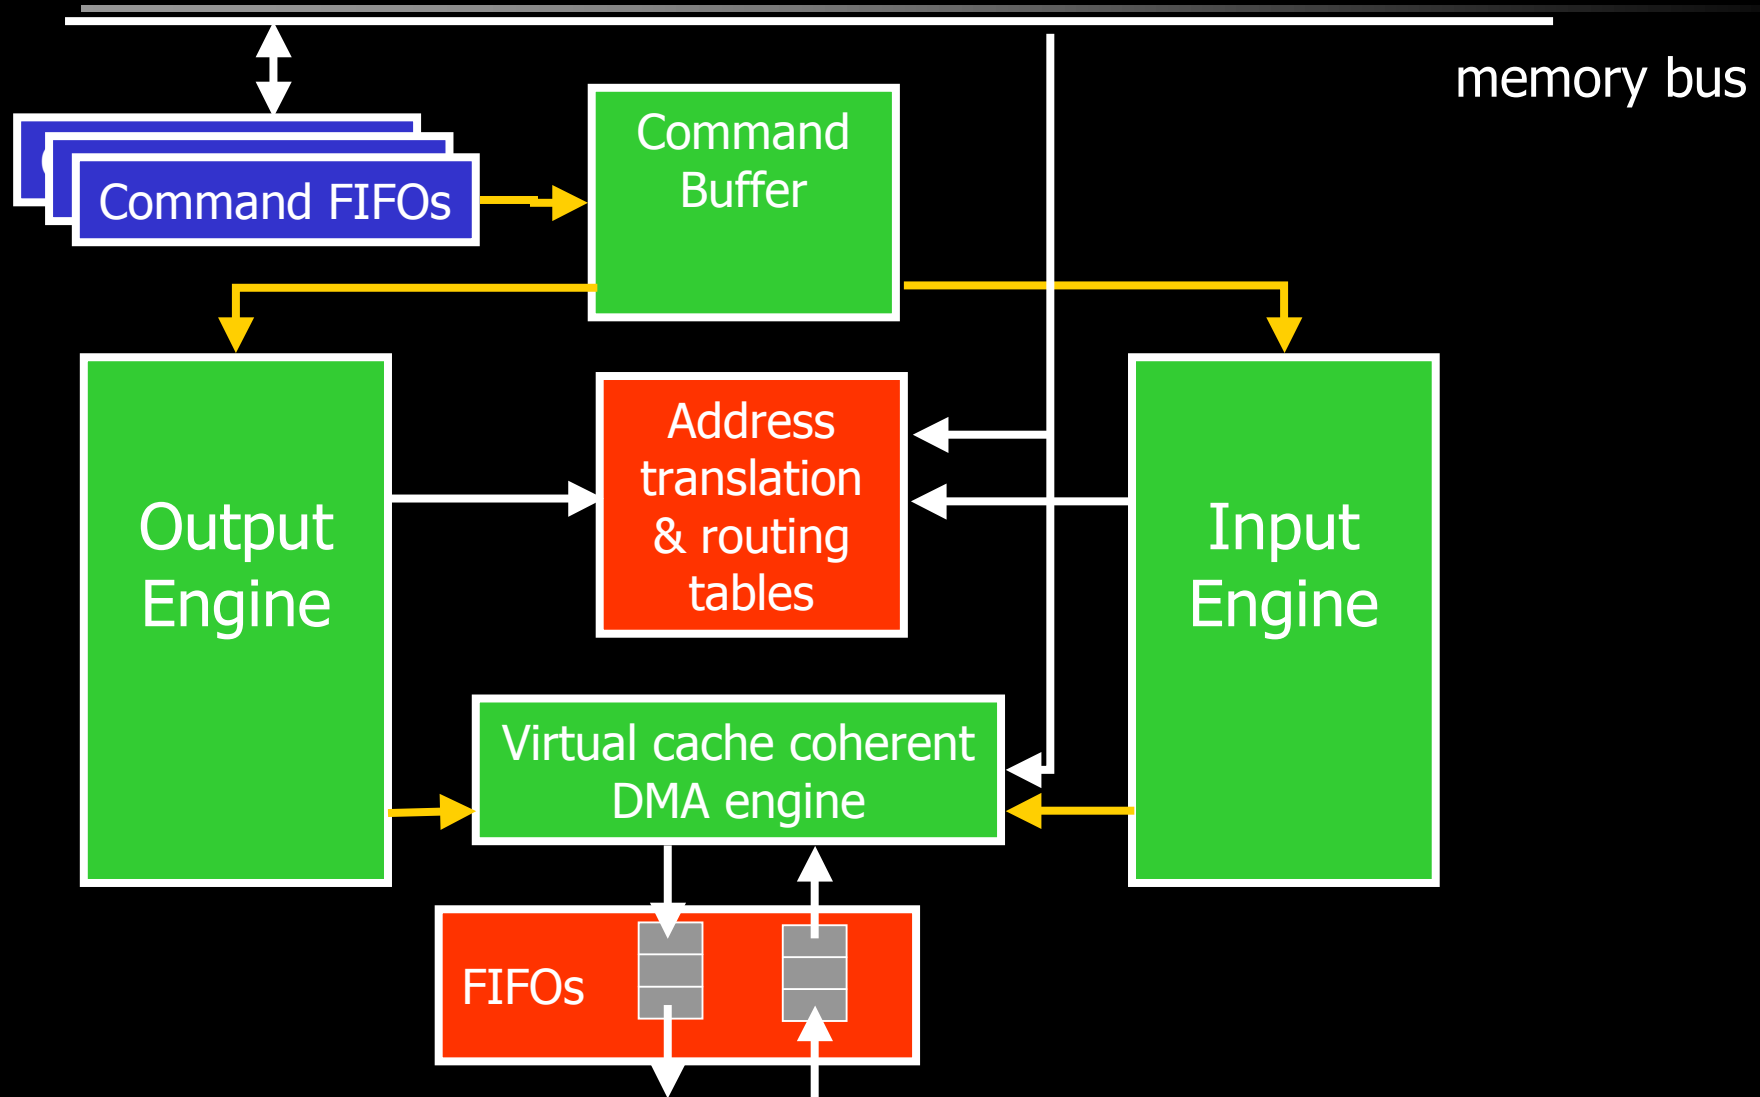 memory bus
Command
Buffer
Command FIFOs
Address
translation
& routing
tables
Output
Engine
Input
Engine
Virtual cache coherent
DMA engine
FIFOs